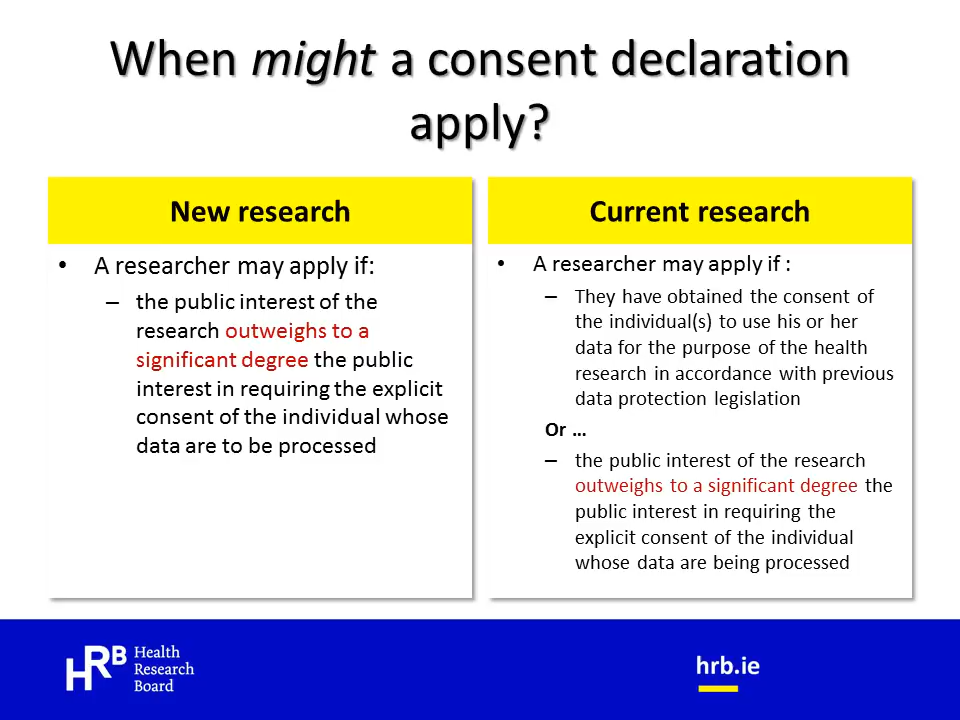 When might a consent declaration
apply?
New research
• A researcher may apply if:
– the public interest of the
research outweighs to a
significant degree the public
interest in requiring the explicit
consent of the individual whose
data are to be processed
Current research
• A researcher may apply if :
– They have obtained the consent of
the individual(s) to use his or her
data for the purpose of the health
research in accordance with previous
data protection legislation
Or …
– the public interest of the research
outweighs to a significant degree the
public interest in requiring the
explicit consent of the individual
whose data are being processed
HRB
Health
Research
Board
hrb.ie